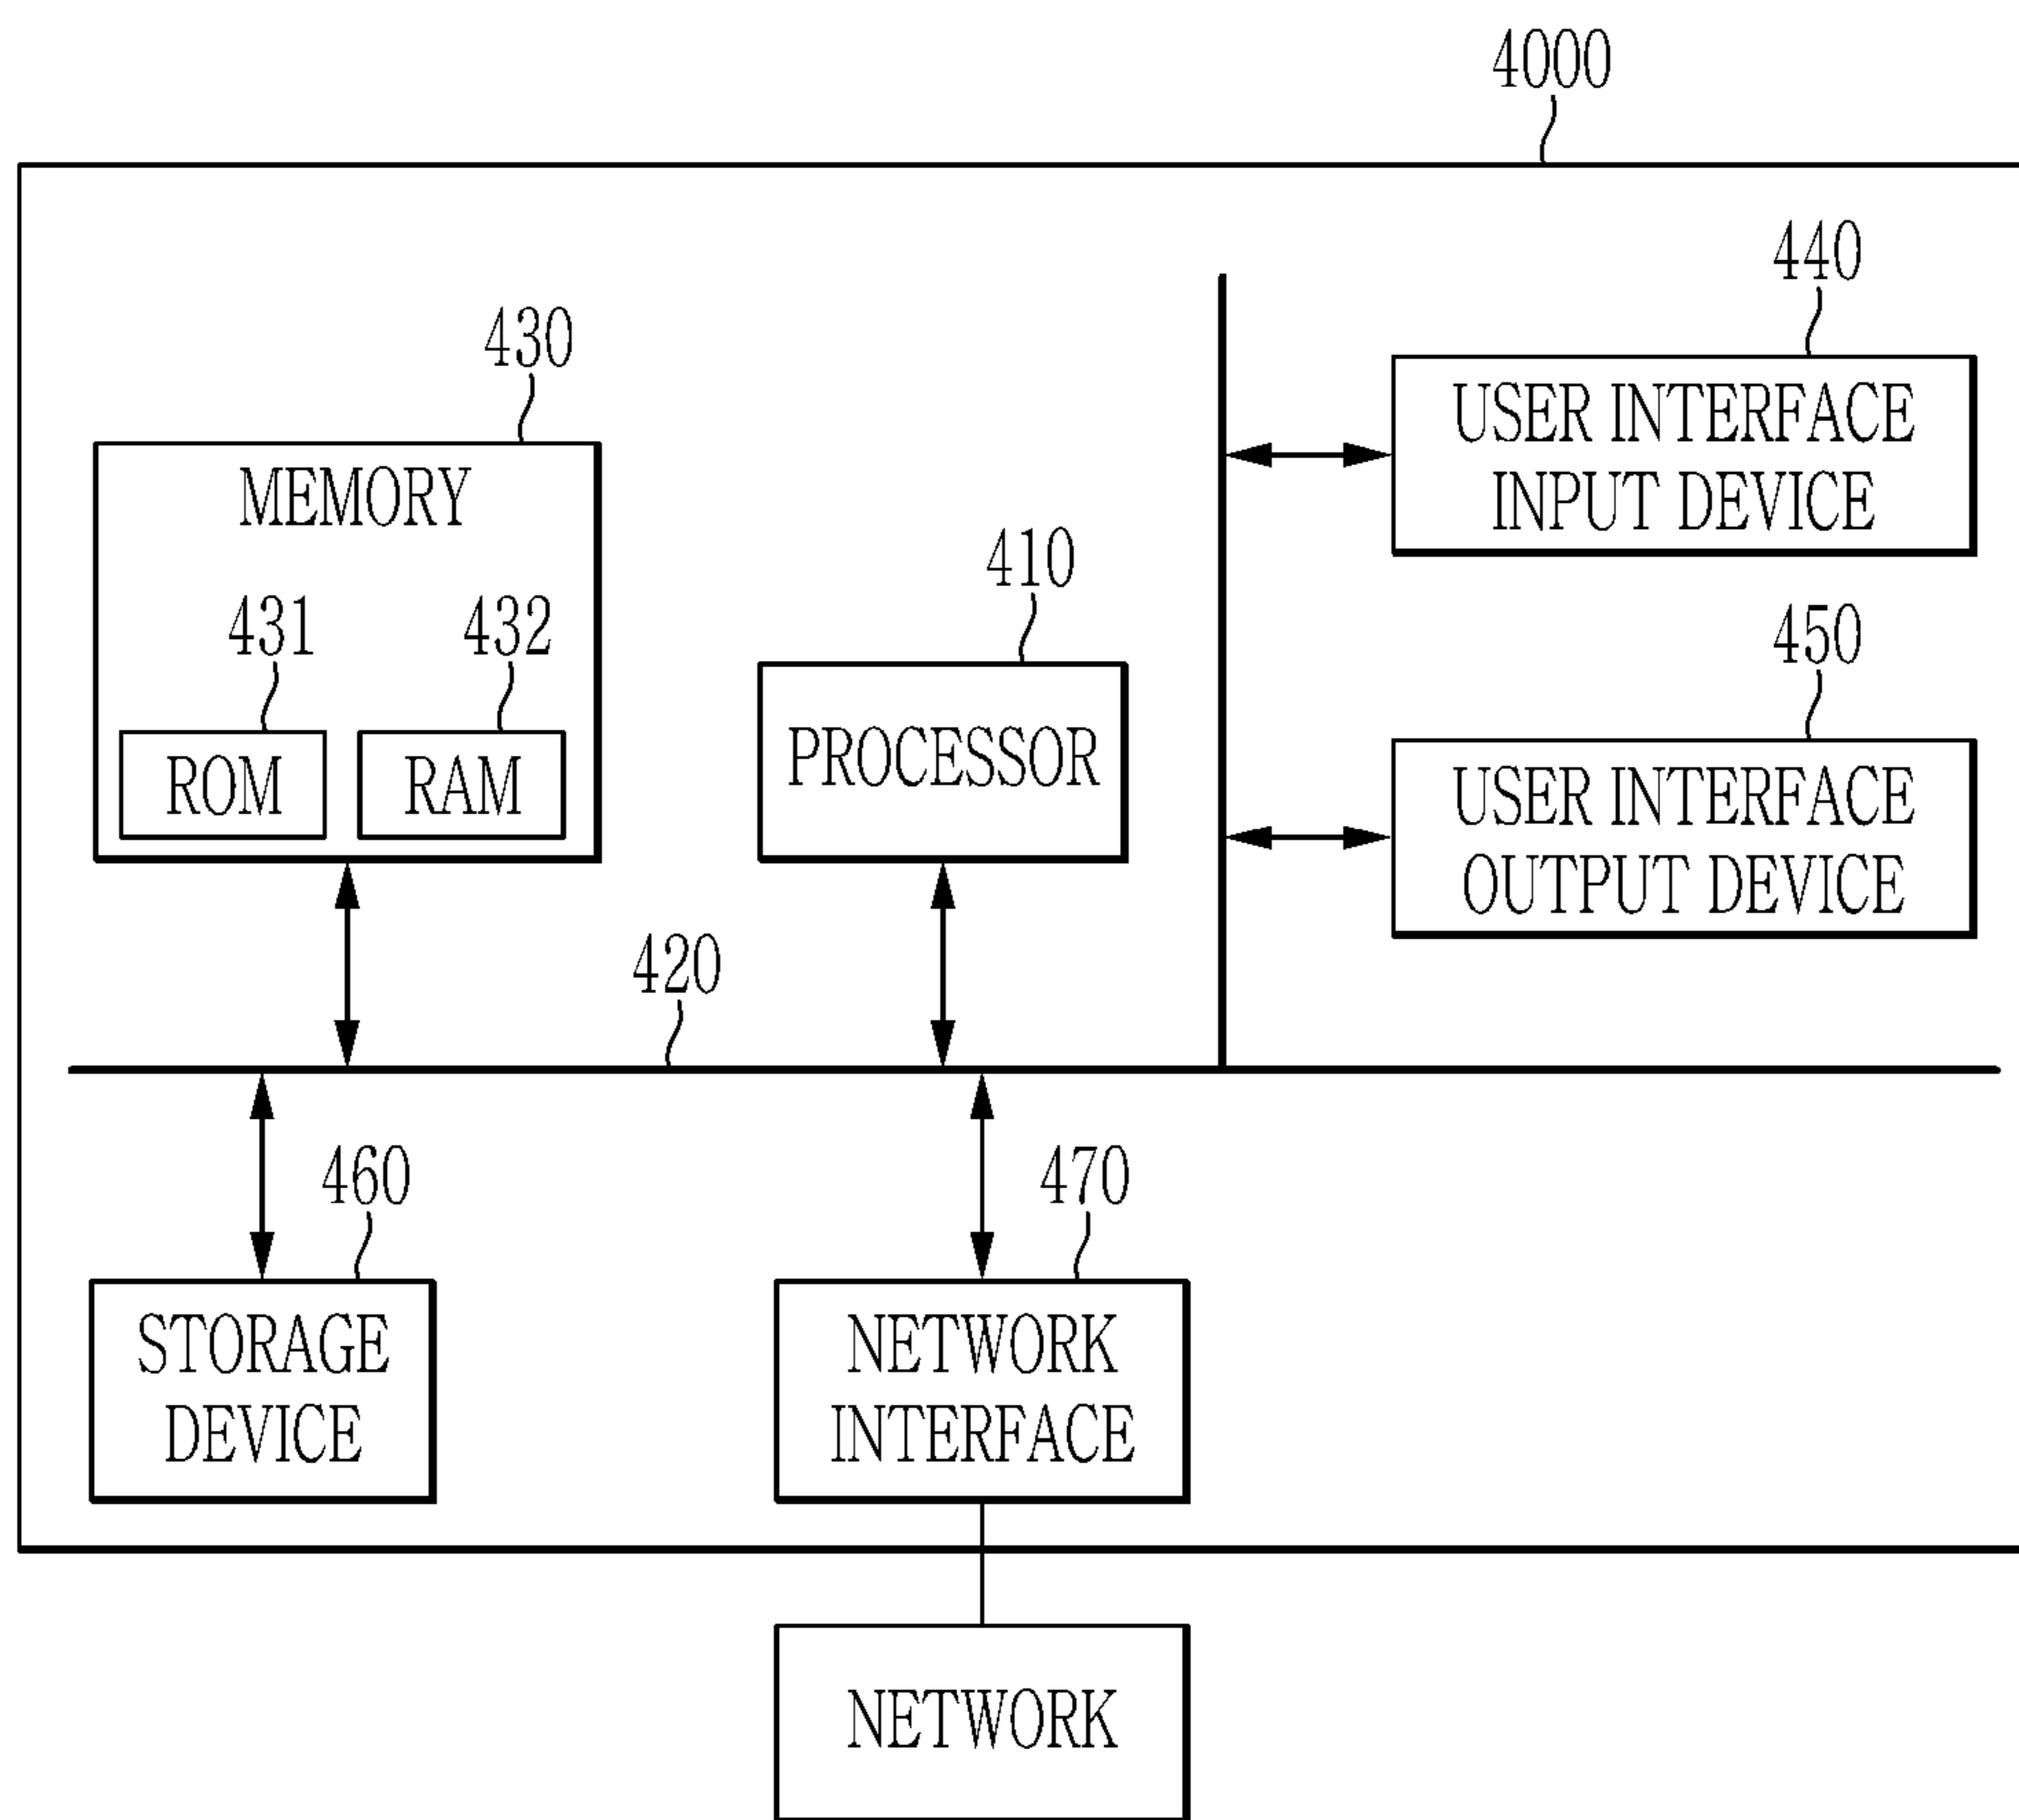 4000
440
430
USER INTERFACE
INPUT DEVICE
MEMORY
410
431
432
450
PROCESSOR
ROM
RAM
USER INTERFACE
OUTPUT DEVICE
420
460
470
STORAGE
DEVICE
NETWORK
INTERFACE
NETWORK